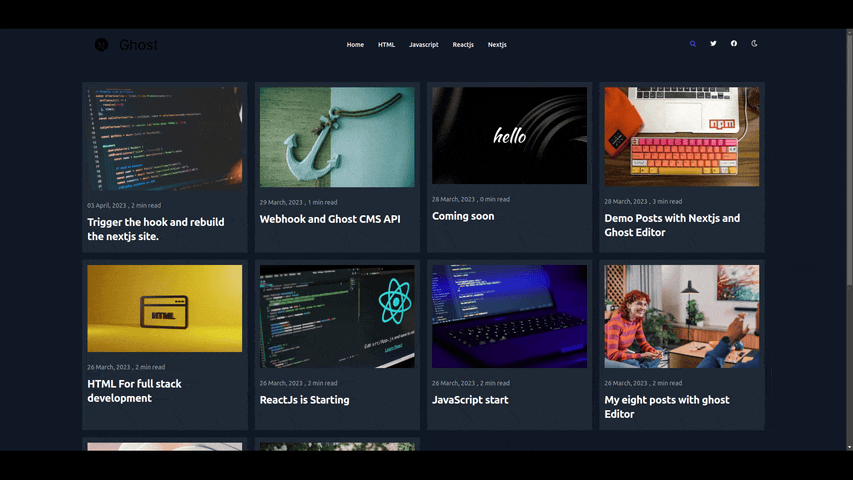 Ghost
Home HTML Javascript Reactjs Nextjs
03 April, 2023 , 2 min read
Trigger the hook and rebuild
the nextjs site.
29 March, 2023 , 1 min read
Webhook and Ghost CMS API
hello
28 March, 2023 , 0 min read
Coming soon
npm
28 March, 2023 , 3 min read
Demo Posts with Nextjs and
Ghost Editor
HTML
26 March, 2023 , 2 min read
HTML For full stack
development
26 March, 2023 , 2 min read
ReactJs is Starting
26 March, 2023 , 2 min read
JavaScript start
26 March, 2023 , 2 min read
My eight posts with ghost
Editor